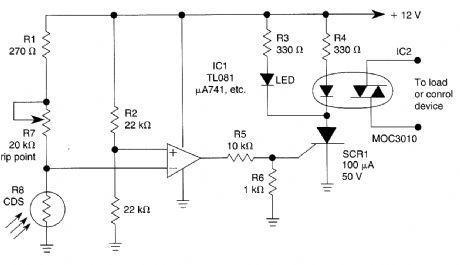 + 12 V
R1
270 Ω
R3
330 Ω
R4
330 Ω
IC1
TL081
µA741, etc.
LED
IC2
To load
or conrol
device
MOC3010
R7
20 kΩ
rip point
R2
22 kΩ
+
−
R5
10 kΩ
SCR1
100 µA
50 V
R6
1 kΩ
R8
CDS
22 kΩ